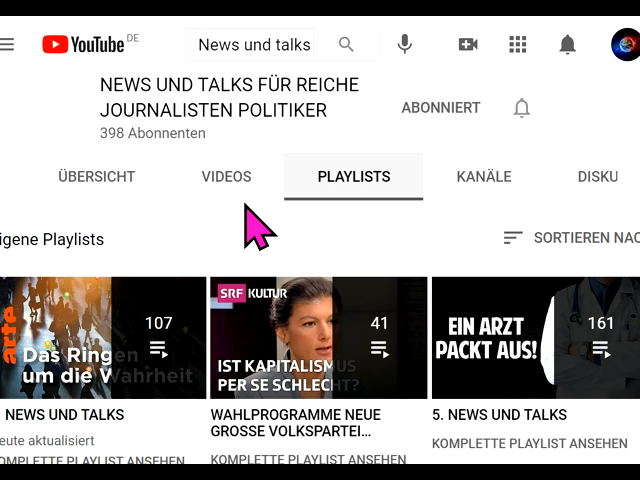 YouTube DE
News und talks
NEWS UND TALKS FÜR REICHE
JOURNALISTEN POLITIKER
398 Abonnenten
ABONNIERT
ÜBERSICHT VIDEOS PLAYLISTS KANÄLE DISKU
igene Playlists
SORTIEREN NAC
arte
Das Ringen
um die Wahrheit
107
SRF KULTUR
IST KAPITALISMUS
PER SE SCHLECHT?
41
EIN ARZT
PACKT AUS!
161
NEWS UND TALKS
eute aktualisiert
OMPLETTE PLAYLIST ANSEHEN
WAHLPROGRAMME NEUE
GROSSE VOLKSPARTEI...
KOMPLETTE PLAYLIST ANSEHEN
5. NEWS UND TALKS
KOMPLETTE PLAYLIST ANSEHEN